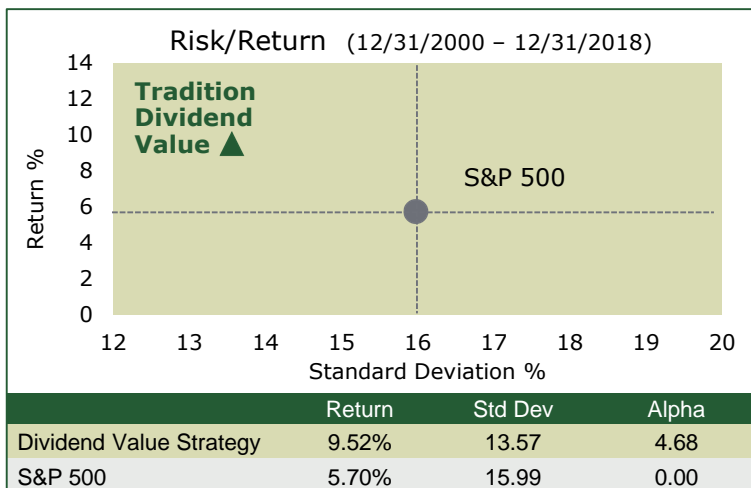 Risk/Return (12/31/2000 – 12/31/2018)
Return %
14
12
10
8
6
4
2
0
Tradition
Dividend
Value
S&P 500
12 13 14 15 16 17 18 19 20
Standard Deviation %
Return Std Dev Alpha
Dividend Value Strategy 9.52% 13.57 4.68
S&P 500 5.70% 15.99 0.00